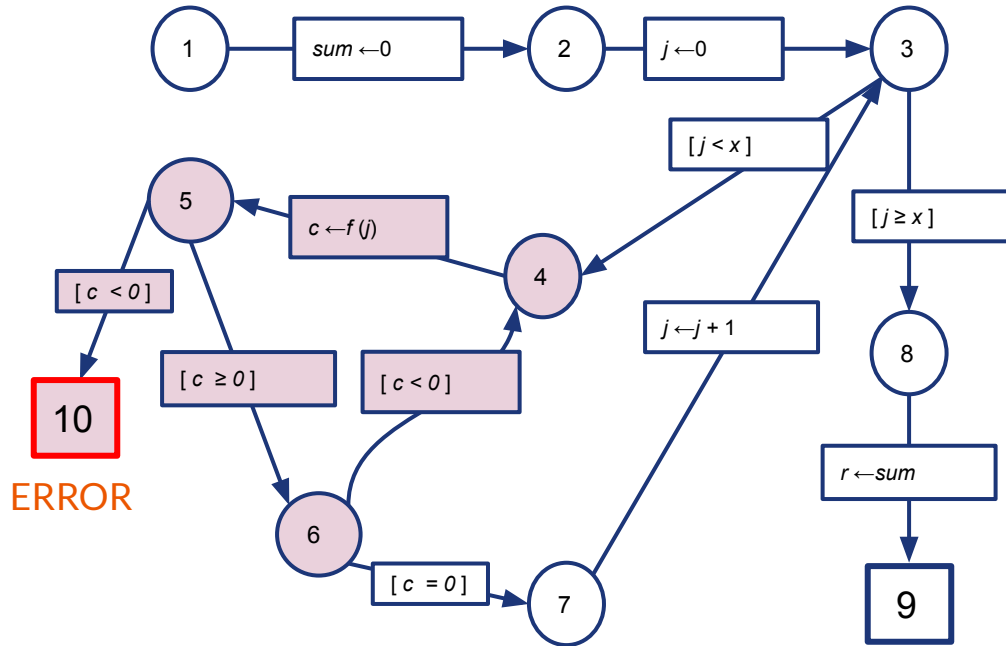 1
sum ←0
2
j ←0
3
[ j < x ]
5
c ←f (j)
[ j ≥ x ]
4
[ c < 0 ]
j ←j + 1
8
[ c ≥ 0 ]
[ c < 0 ]
10
r ←sum
ERROR
6
[ c = 0 ]
7
9